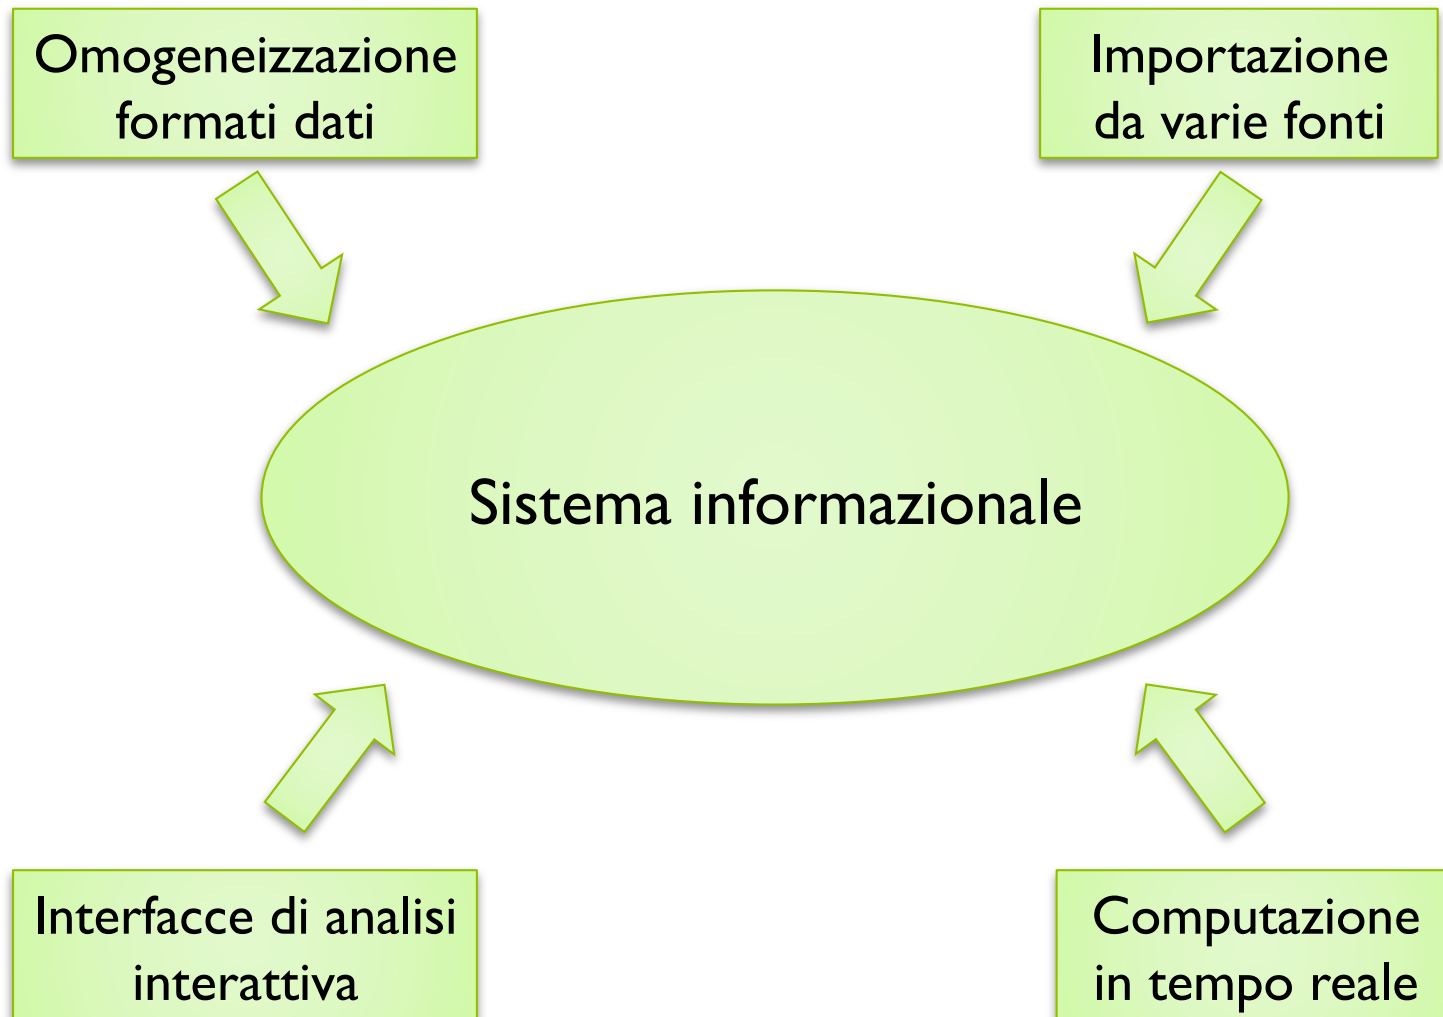 Omogeneizzazione
formati dati
Importazione
da varie fonti
Sistema informazionale
Interfacce di analisi
interattiva
Computazione
in tempo reale